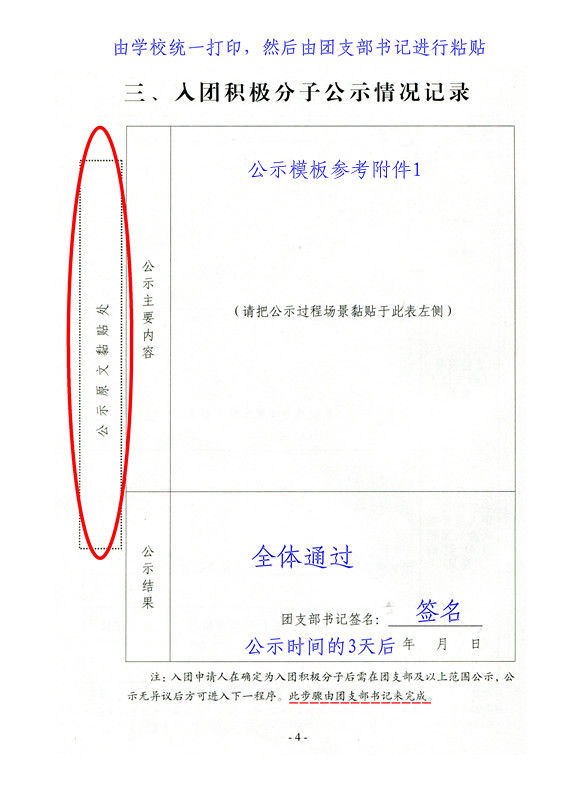 由学校统一打印，然后由团支部书记进行粘贴
三、入团积极分子公示情况记录
公示原文黏贴处
公示主要内容
公示模板参考附件1
（请把公示过程场景黏贴于此表左侧）
公示结果
全体通过
团支部书记签名：签名
公示时间的3天后 年 月 日
注：入团申请人在确定为入团积极分子后需在团支部及以上范围公示，公
示无异议后方可进入下一程序。此步骤由团支部书记来完成。
- 4 -